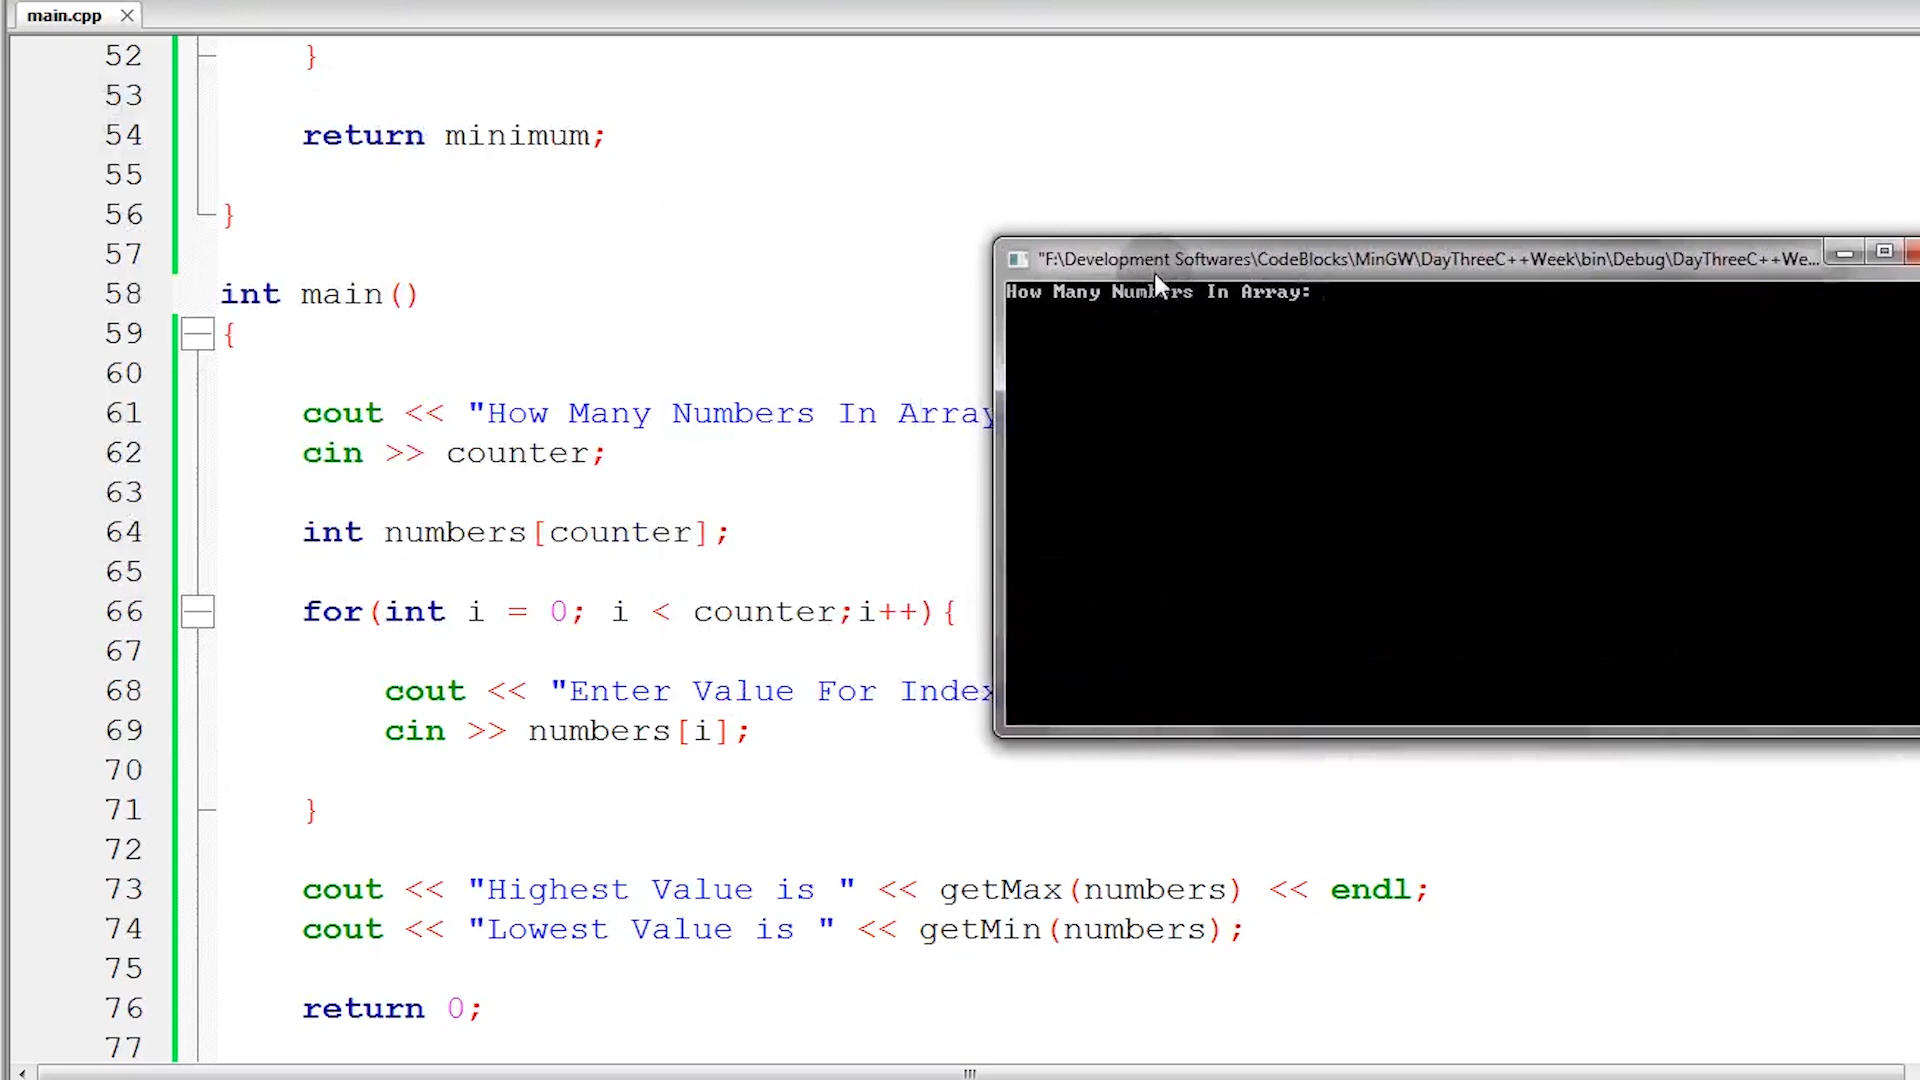 main.cpp
52 }
53
54 return minimum;
55
56 }
57
58 int main()
59 {
60
61 cout << "How Many Numbers In Array
62 cin >> counter;
63
64 int numbers[counter];
65
66 for(int i = 0; i < counter;i++){
67
68 cout << "Enter Value For Index
69 cin >> numbers[i];
70
71 }
72
73 cout << "Highest Value is " << getMax(numbers) << endl;
74 cout << "Lowest Value is " << getMin(numbers);
75
76 return 0;
77
"F:\Development Softwares\CodeBlocks\MinGW\DayThreeC++Week\bin\Debug\DayThreeC++We...
How Many Numbers In Array: